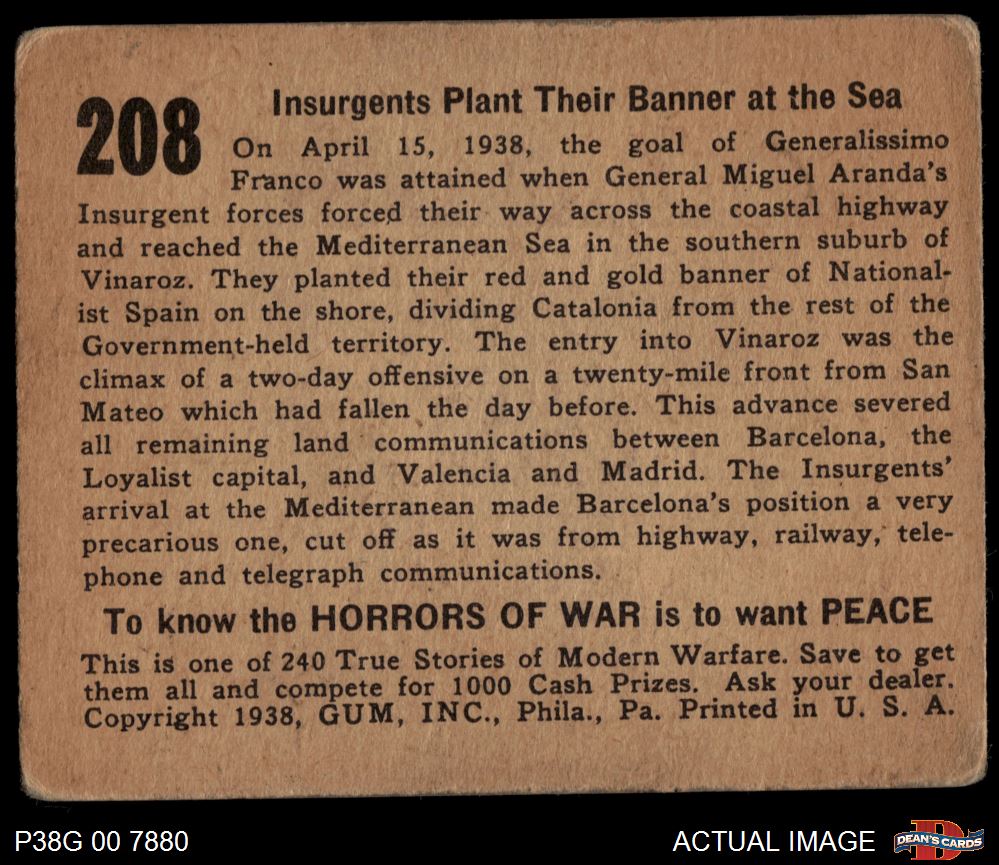 208
Insurgents Plant Their Banner at the Sea
On April 15, 1938, the goal of Generalissimo
Franco was attained when General Miguel Aranda's
Insurgent forces forced their way across the coastal highway
and reached the Mediterranean Sea in the southern suburb of
Vinaroz. They planted their red and gold banner of National-
ist Spain on the shore, dividing Catalonia from the rest of the
Government-held territory. The entry into Vinaroz was the
climax of a two-day offensive on a twenty-mile front from San
Mateo which had fallen the day before. This advance severed
all remaining land communications between Barcelona, the
Loyalist capital, and Valencia and Madrid. The Insurgents'
arrival at the Mediterranean made Barcelona's position a very
precarious one, cut off as it was from highway, railway, tele-
phone and telegraph communications.
To know the HORRORS OF WAR is to want PEACE
This is one of 240 True Stories of Modern Warfare. Save to get
them all and compete for 1000 Cash Prizes. Ask your dealer.
Copyright 1938, GUM, INC., Phila., Pa. Printed in U. S. A.
P38G 00 7880
ACTUAL IMAGE
DEAN'S CARDS